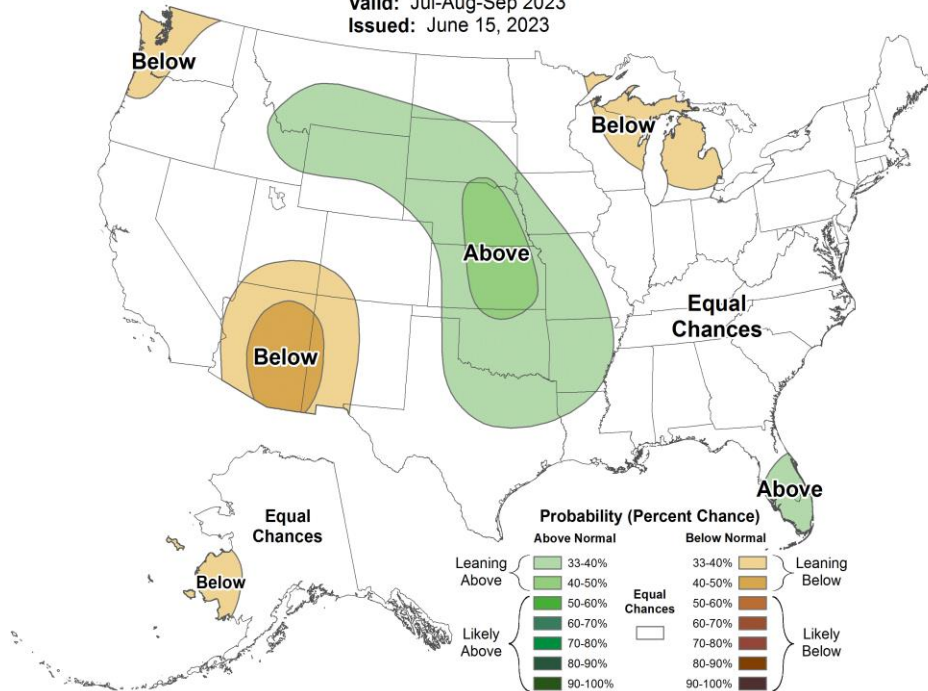 Valid: Jul-Aug-Sep 2023
Issued: June 15, 2023
Below
Below
Above
Equal
Chances
Below
Above
Equal
Chances
Below
Probability (Percent Chance)
Above Normal
Below Normal
Leaning
Above
33-40%
40-50%
50-60%
60-70%
70-80%
80-90%
90-100%
Likely
Above
Equal
Chances
33-40%
40-50%
50-60%
60-70%
70-80%
80-90%
90-100%
Leaning
Below
Likely
Below